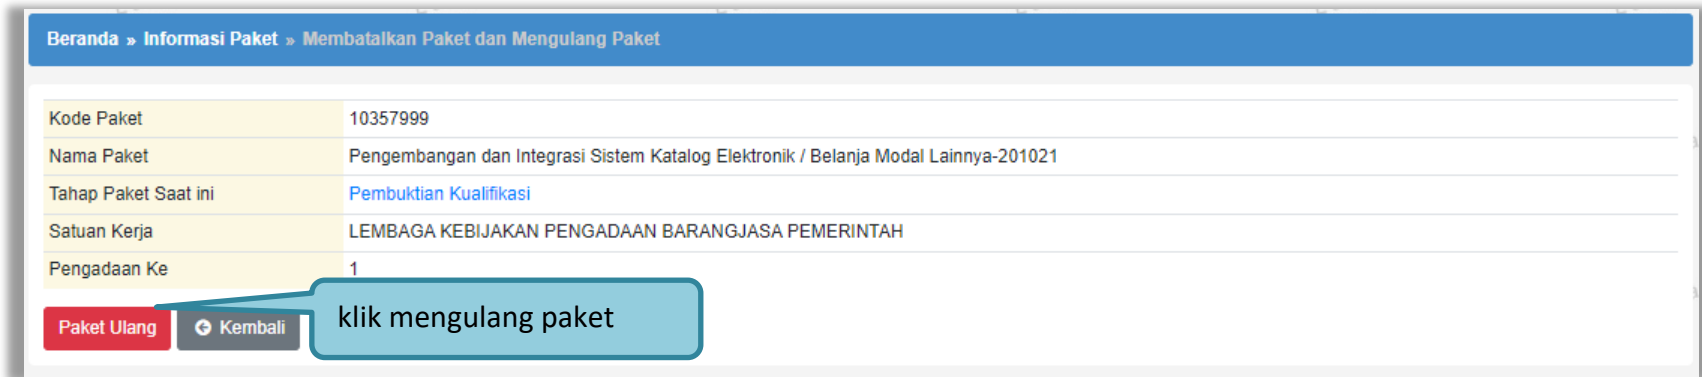 Beranda » Informasi Paket » Membatalkan Paket dan Mengulang Paket
Kode Paket 10357999
Nama Paket Pengembangan dan Integrasi Sistem Katalog Elektronik / Belanja Modal Lainnya-201021
Tahap Paket Saat ini Pembuktian Kualifikasi
Satuan Kerja LEMBAGA KEBIJAKAN PENGADAAN BARANGJASA PEMERINTAH
Pengadaan Ke 1
Paket Ulang Kembali klik mengulang paket